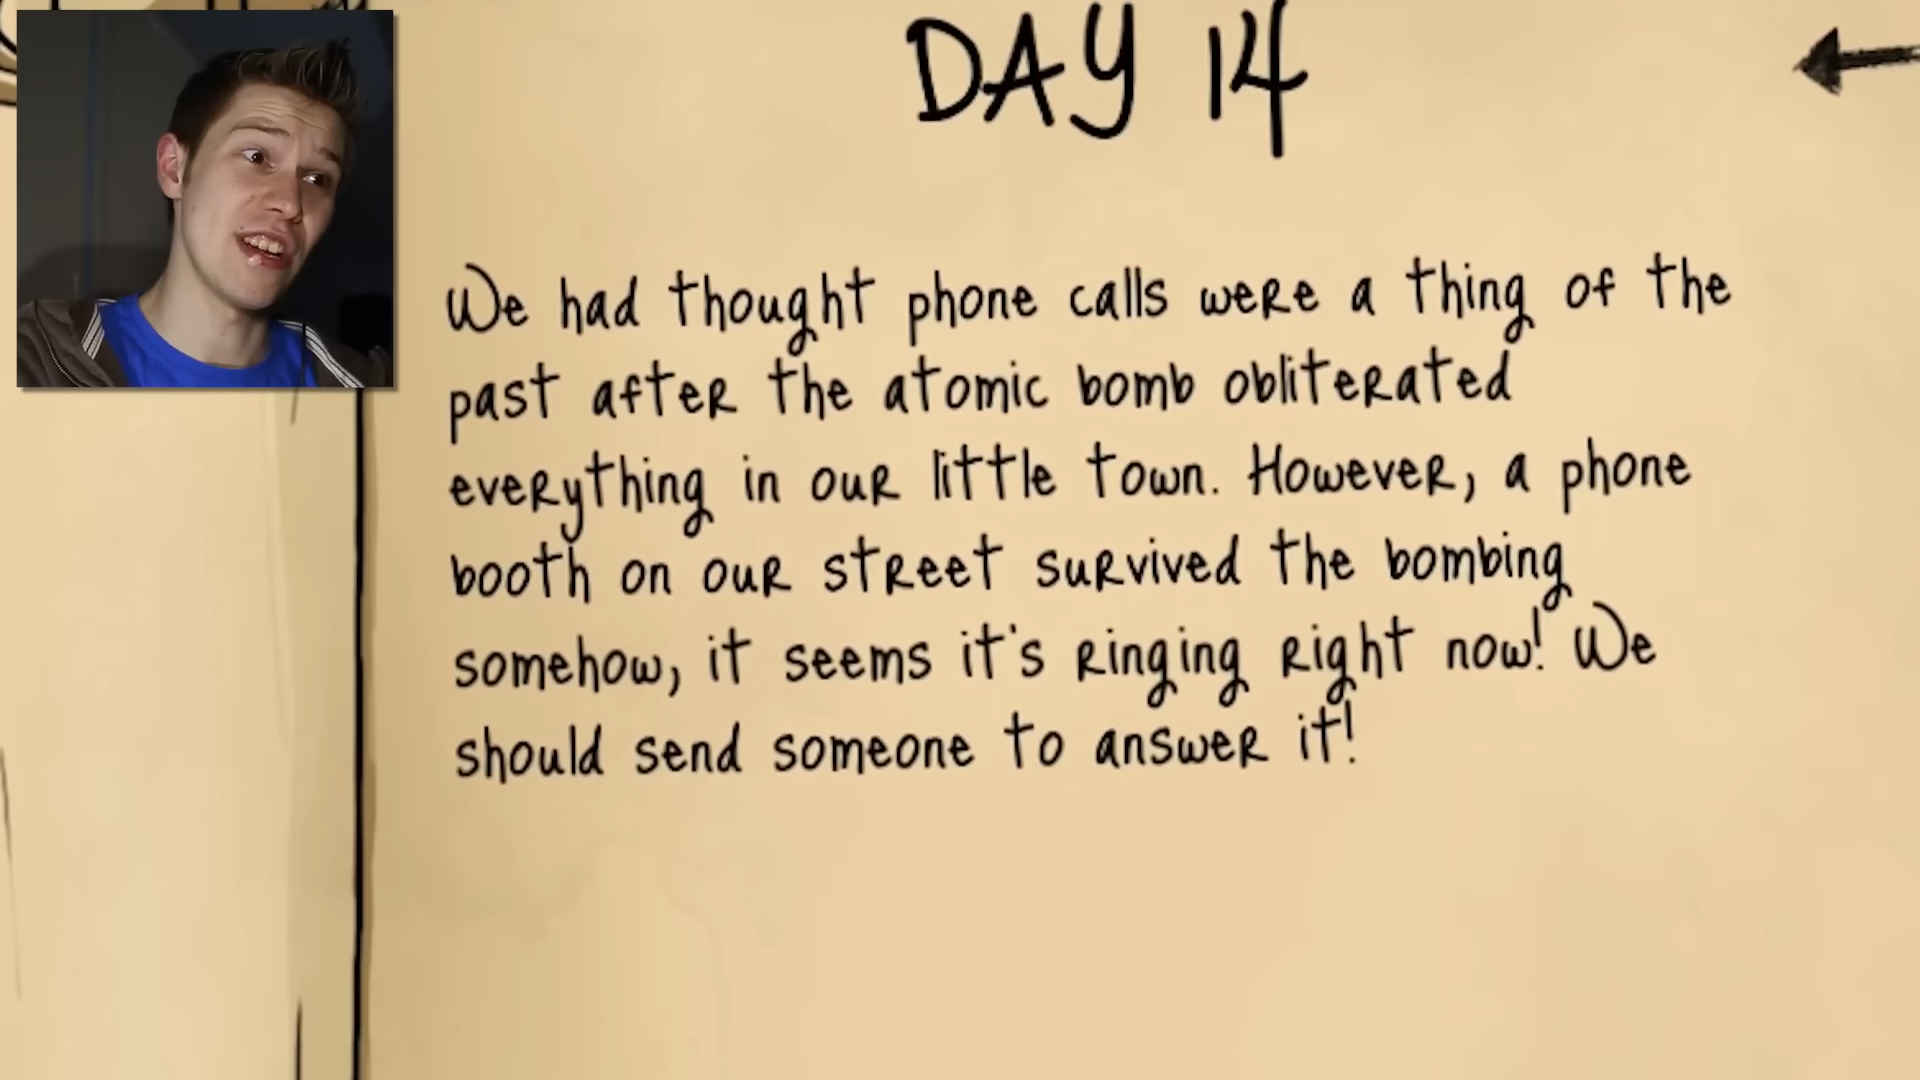 DAY 14
We had thought phone calls were a thing of the
past after the atomic bomb obliterated
everything in our little town. However, a phone
booth on our street survived the bombing
somehow, it seems it's ringing right now! We
should send someone to answer it!